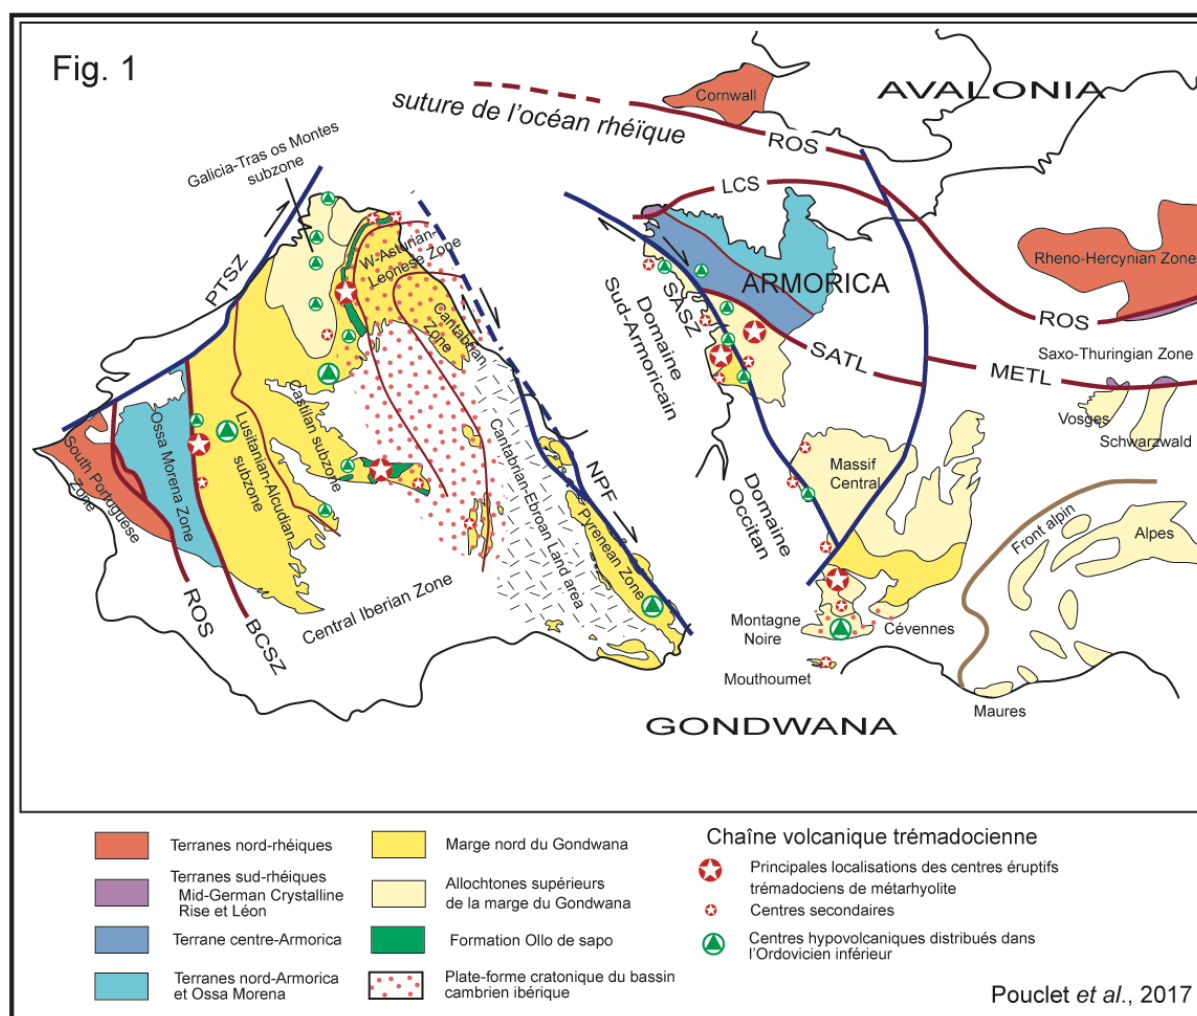 Fig. 1
AVALONIA
Cornwall
suture de l'océan rhéïque
ROS
Galicia-Tras os Montes
subzone
LCS
PTSZ
W-Asturian-
Leonese Zone
Rheno-Hercynian Zone
ARMORICA
Cantabrian
Zone
SASZ
Domaine
Sud-Armoricain
ROS
SATL
METL
Saxo-Thuringian Zone
Vosges
Schwarzwald
South Portuguese
Zone
Ossa Morena Zone
Lusitanian-Alcudian
subzone
Castilian subzone
Cantabrian-Ebroan Land area
NPF
Pyrenean Zone
Domaine
Occitan
Massif
Central
Front alpin
Alpes
ROS
BCSZ
Central Iberian Zone
Montagne
Noire
Cévennes
Mouthoumet
Maures
GONDWANA
Terranes nord-rhéiques
Terranes sud-rhéiques
Mid-German Crystalline
Rise et Léon
Terrane centre-Armorica
Terranes nord-Armorica
et Ossa Morena
Marge nord du Gondwana
Allochtones supérieurs
de la marge du Gondwana
Formation Ollo de sapo
Plate-forme cratonique du bassin
cambrien ibérique
Chaîne volcanique trémadocienne
Principales localisations des centres éruptifs
trémadociens de métarhyolite
Centres secondaires
Centres hypovolcaniques distribués dans
l'Ordovicien inférieur
Pouclet et al., 2017